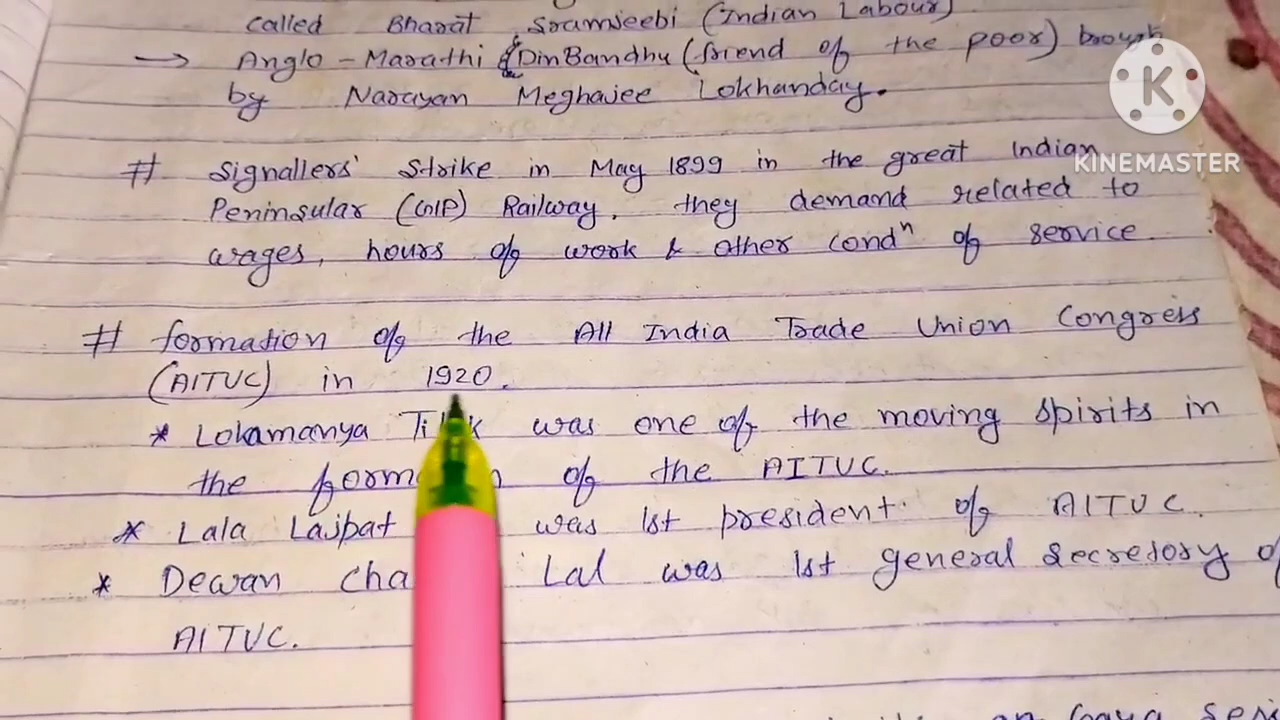 called Bharat Sramjeebi (Indian Labour)
→ Anglo-Marathi DinBandhu (friend of the poor)
by Narayan Meghajee Lokhanday.
# Signallers' Strike in May 1899 in the great Indian
Peninsular (GIP) Railway. they demand related to
wages, hours of work & other condⁿ of service
# formation of the All India Trade Union Congress
(AITUC) in 1920.
* Lokamanya was one of the moving spirits in
the of the AITUC.
* Lala Lajpat was 1st president of AITUC.
* Dewan Lal was 1st general secretory
AITUC.
K
KINEMASTER